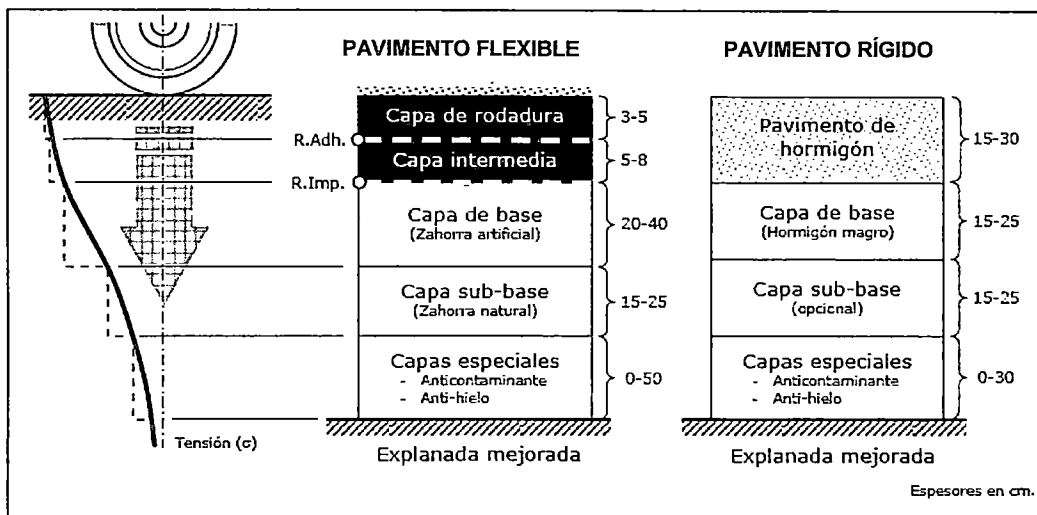 PAVIMENTO FLEXIBLE
PAVIMENTO RÍGIDO
Capa de rodadura
3-5
R.Adh.
Capa intermedia
5-8
R.Imp.
Capa de base
(Zahorra artificial)
20-40
Capa sub-base
(Zahorra natural)
15-25
Capas especiales
- Anticontaminante
- Anti-hielo
0-50
Tensión (σ)
Explanada mejorada
Pavimento de
hormigón
15-30
Capa de base
(Hormigón magro)
15-25
Capa sub-base
(opcional)
15-25
Capas especiales
- Anticontaminante
- Anti-hielo
0-30
Explanada mejorada
Espesores en cm.